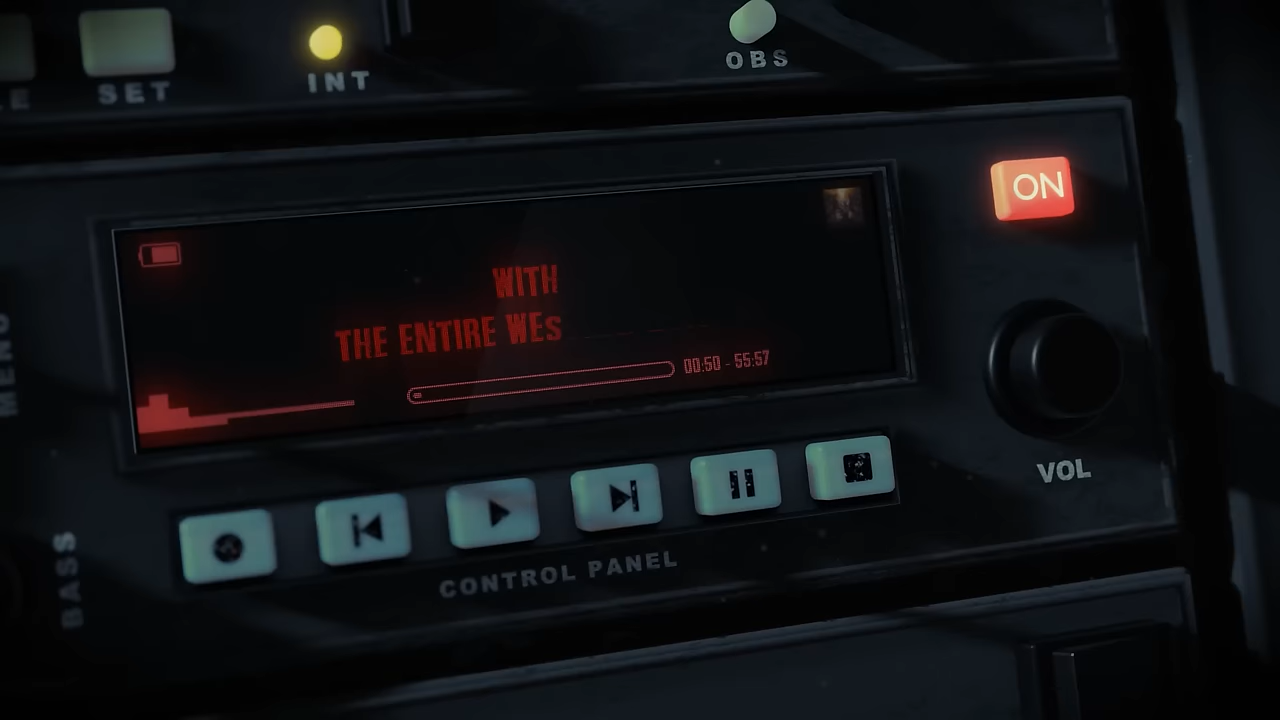 SET
INT
OBS
ON
WITH
THE ENTIRE WEs
00:50 - 55:57
VOL
CONTROL PANEL
BASS
MENU